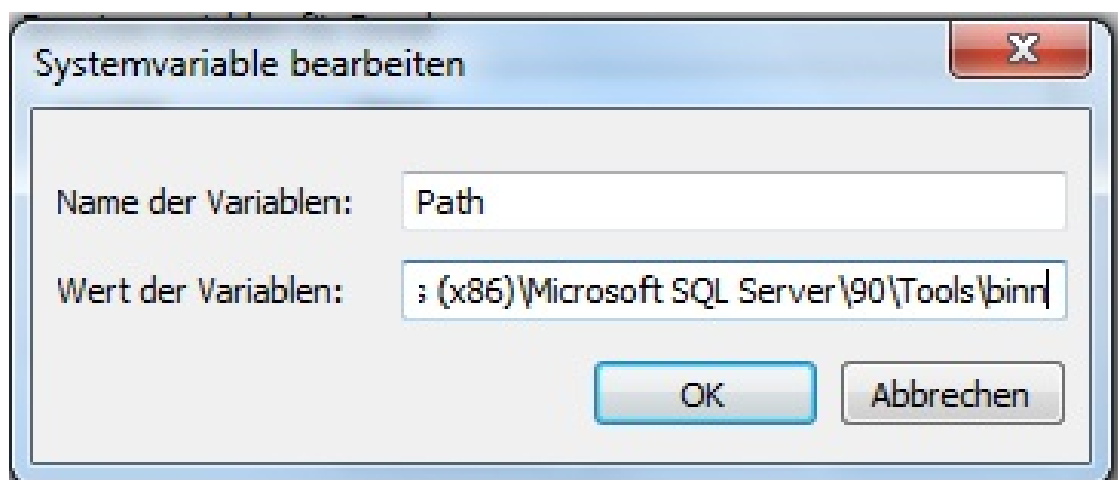 Systemvariable bearbeiten
Name der Variablen: Path
Wert der Variablen: s (x86)\Microsoft SQL Server\90\Tools\binn
OK Abbrechen